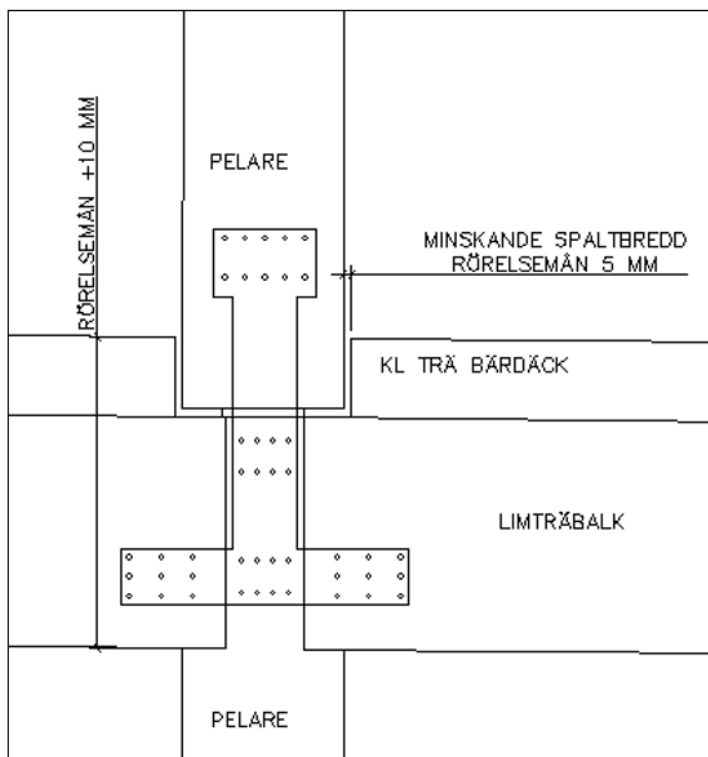 RÖRELSEMÅN +10 MM
PELARE
MINSKANDE SPALTBREDD
RÖRELSEMÅN 5 MM
KL TRÄ BÄRDÄCK
LIMTRÄBALK
PELARE